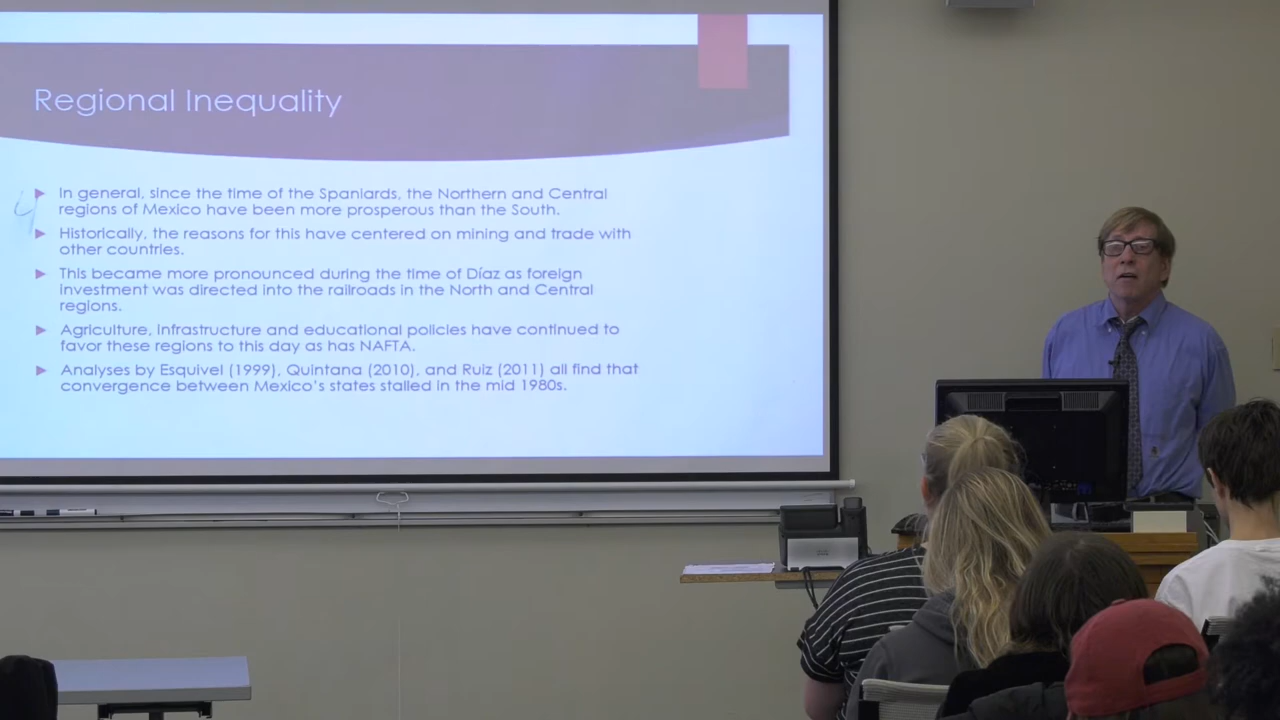 Regional Inequality
In general, since the time of the Spaniards, the Northern and Central
regions of Mexico have been more prosperous than the South.
Historically, the reasons for this have centered on mining and trade with
other countries.
This became more pronounced during the time of Díaz as foreign
investment was directed into the railroads in the North and Central
regions.
Agriculture, infrastructure and educational policies have continued to
favor these regions to this day as has NAFTA.
Analyses by Esquivel (1999), Quintana (2010), and Ruiz (2011) all find that
convergence between Mexico's states stalled in the mid 1980s.